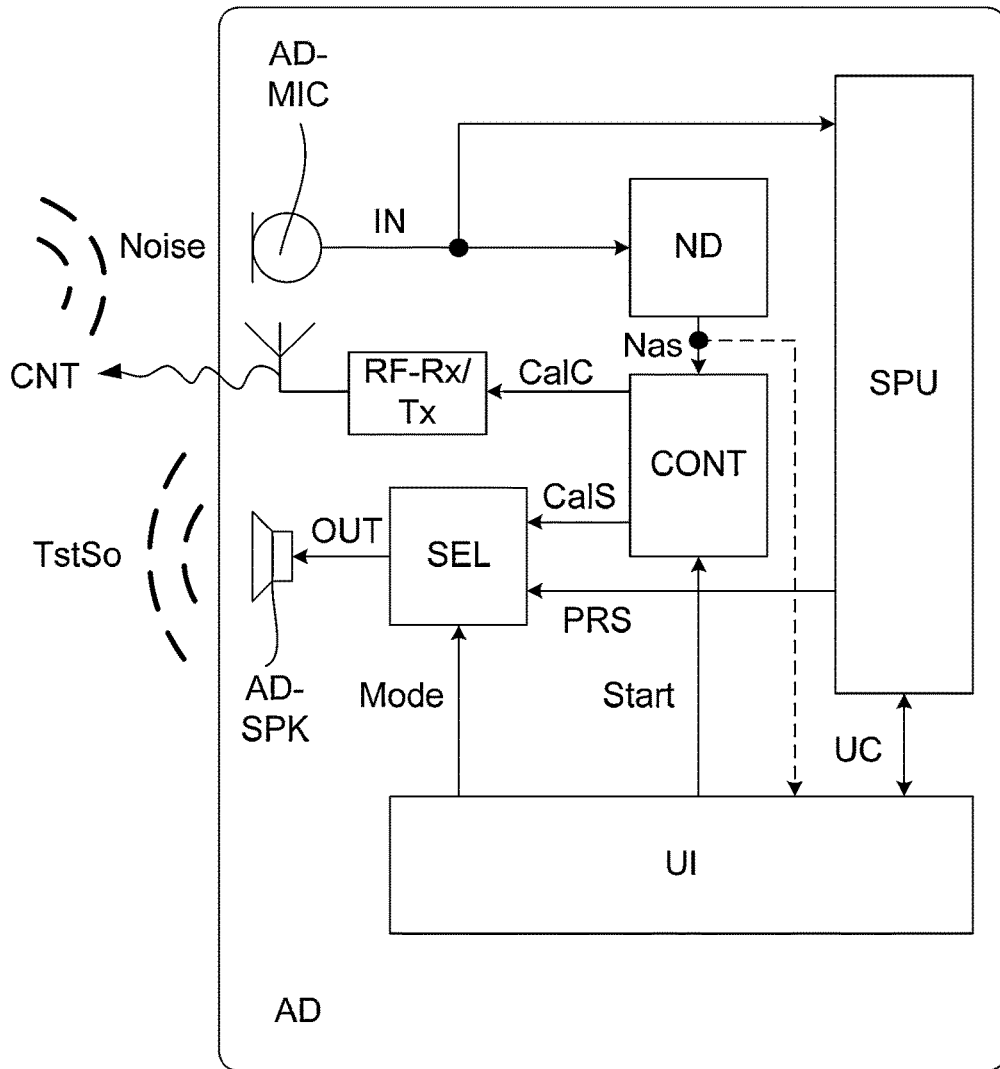 AD-
MIC
IN
Noise
ND
Nas
SPU
CNT
RF-Rx/
Tx
CalC
CONT
CalS
OUT
SEL
TstSo
PRS
AD-
SPK
Mode
Start
UC
UI
AD